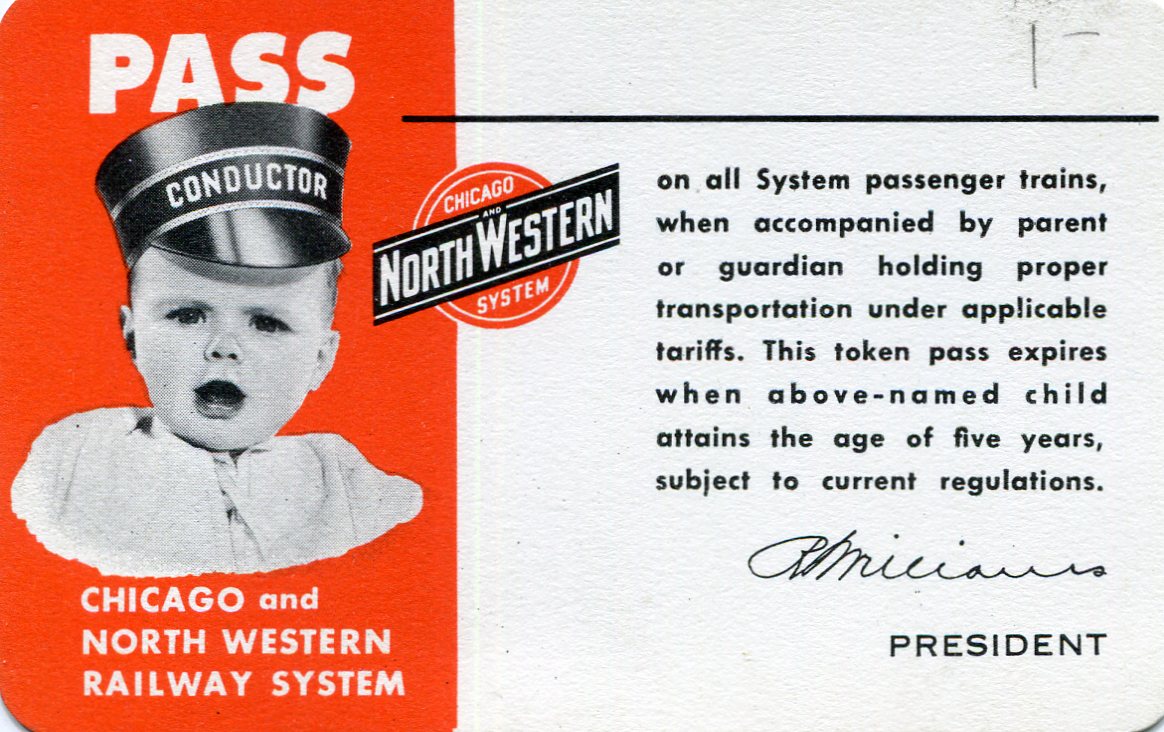 PASS
CONDUCTOR
CHICAGO
AND
NORTH WESTERN
SYSTEM
on all System passenger trains,
when accompanied by parent
or guardian holding proper
transportation under applicable
tariffs. This token pass expires
when above-named child
attains the age of five years,
subject to current regulations.
PRESIDENT
CHICAGO and
NORTH WESTERN
RAILWAY SYSTEM